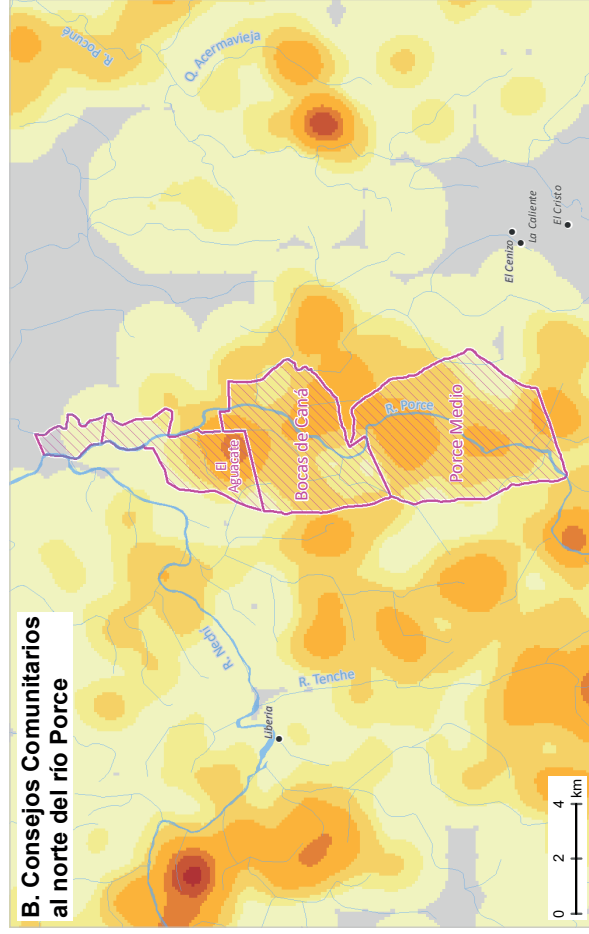 B. Consejos Comunitarios
al norte del río Porce
R. Pocuné
Q. Acermavieja
El Cenizo
La Caliente
El Cristo
El
Aguacate
Bocas de Caná
R. Porce
Porce Medio
R. Nechí
R. Tenche
Liberia
0 2 4
km